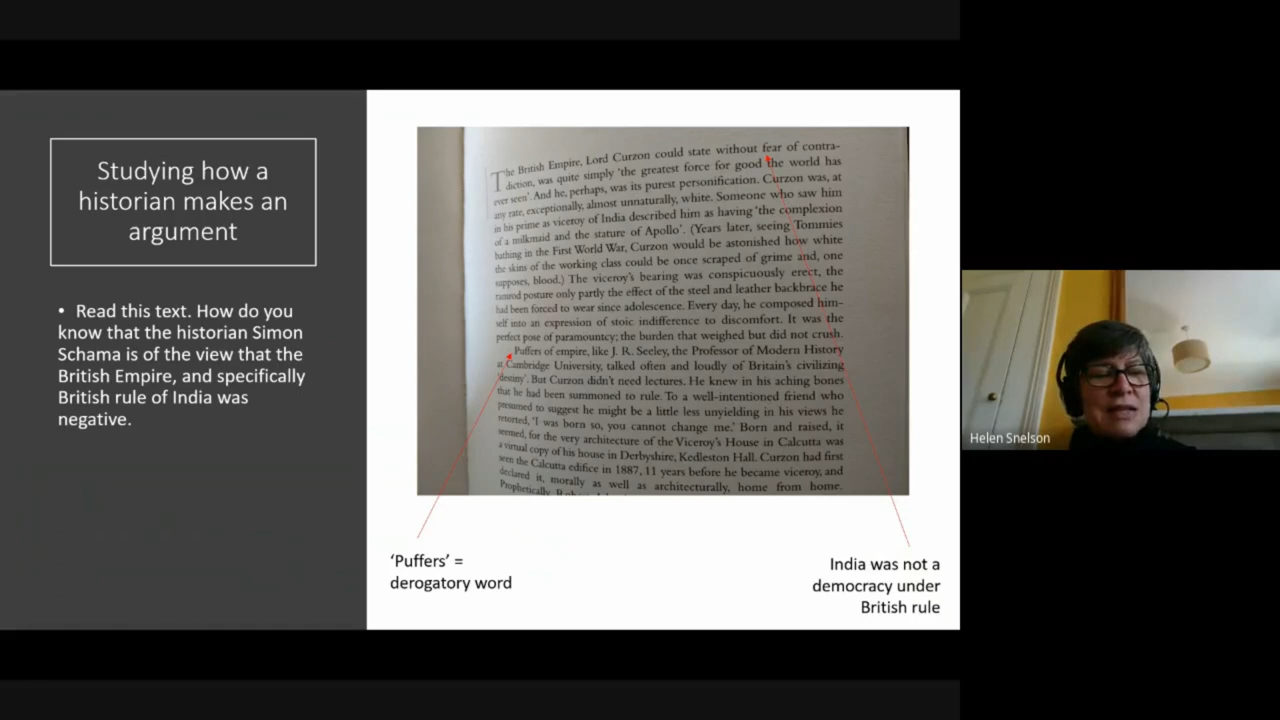 Studying how a
historian makes an
argument
• Read this text. How do you
know that the historian Simon
Schama is of the view that the
British Empire, and specifically
British rule of India was
negative.
The British Empire, Lord Curzon could state without fear of contra-
diction, was quite simply 'the greatest force for good the world has
ever seen'. And he, perhaps, was its purest personification. Curzon was, at
any rate, exceptionally, almost unnaturally, white. Someone who saw him
in his prime as viceroy of India described him as having 'the complexion
of a milkmaid and the stature of Apollo'. (Years later, seeing Tommies
bathing in the First World War, Curzon would be astonished how white
the skins of the working class could be once scraped of grime and, one
supposes, blood.) The viceroy's bearing was conspicuously erect, the
ramrod posture only partly the effect of the steel and leather backbrace he
had been forced to wear since adolescence. Every day, he composed him-
self into an expression of stoic indifference to discomfort. It was the
perfect pose of paramountcy; the burden that weighed but did not crush.
Puffers of empire, like J. R. Seeley, the Professor of Modern History
at Cambridge University, talked often and loudly of Britain's civilizing
'destiny'. But Curzon didn't need lectures. He knew in his aching bones
that he had been summoned to rule. To a well-intentioned friend who
presumed to suggest he might be a little less unyielding in his views he
retorted, 'I was born so, you cannot change me.' Born and raised, it
seemed, for the very architecture of the Viceroy's House in Calcutta was
a virtual copy of his house in Derbyshire, Kedleston Hall. Curzon had first
seen the Calcutta edifice in 1887, 11 years before he became viceroy, and
declared it, morally as well as architecturally, home from home.
Prophetically,
'Puffers' =
derogatory word
India was not a
democracy under
British rule
Helen Snelson